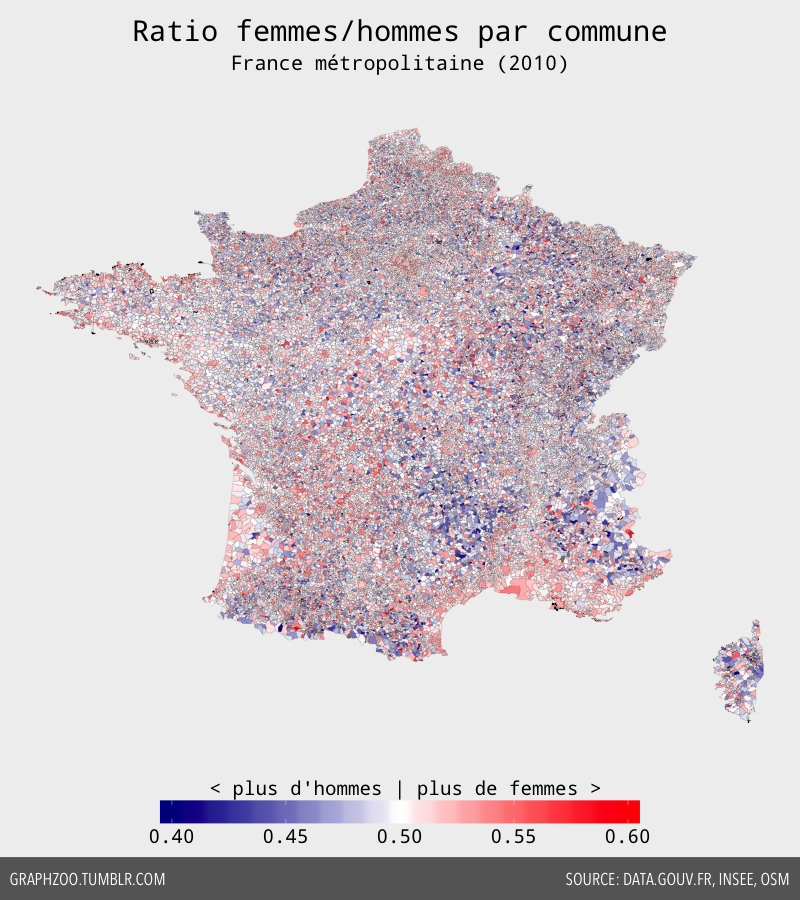 Ratio femmes/hommes par commune
France métropolitaine (2010)
< plus d'hommes | plus de femmes >
0.40 0.45 0.50 0.55 0.60
GRAPHZOO.TUMBLR.COM SOURCE: DATA.GOUV.FR, INSEE, OSM